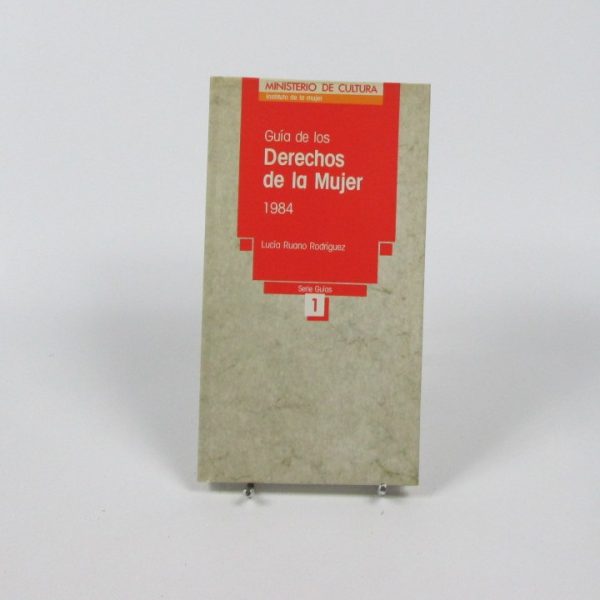 MINISTERIO DE CULTURA
Instituto de la mujer
Guía de los
Derechos
de la Mujer
1984
Lucía Ruano Rodríguez
Serie Guías
1